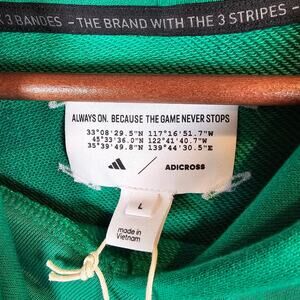 3 BANDES - THE BRAND WITH THE 3 STRIPES -
ALWAYS ON. BECAUSE THE GAME NEVER STOPS
33°08'29.5"N 117°16'51.7"W
45°33'36.0"N 122°41'40.7"W
35°39'49.8"N 139°44'30.5"E
ADICROSS
L
made in
Vietnam